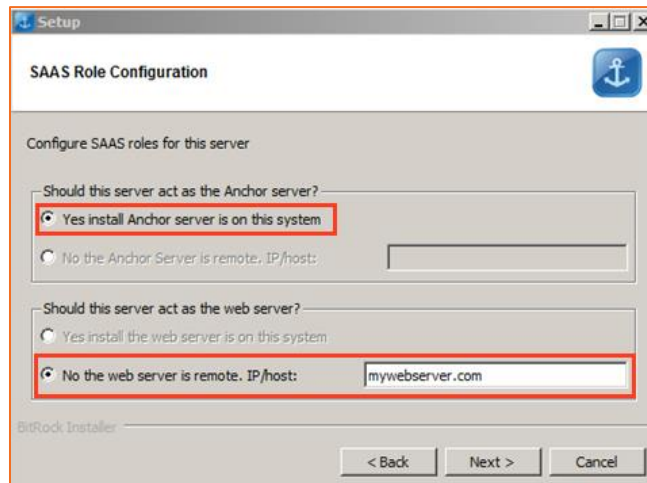 Setup
SAAS Role Configuration
Configure SAAS roles for this server
Should this server act as the Anchor server?
Yes install Anchor server is on this system
No the Anchor Server is remote. IP/host:
Should this server act as the web server?
Yes install the web server is on this system
No the web server is remote. IP/host: mywebserver.com
BitRock Installer
< Back Next > Cancel